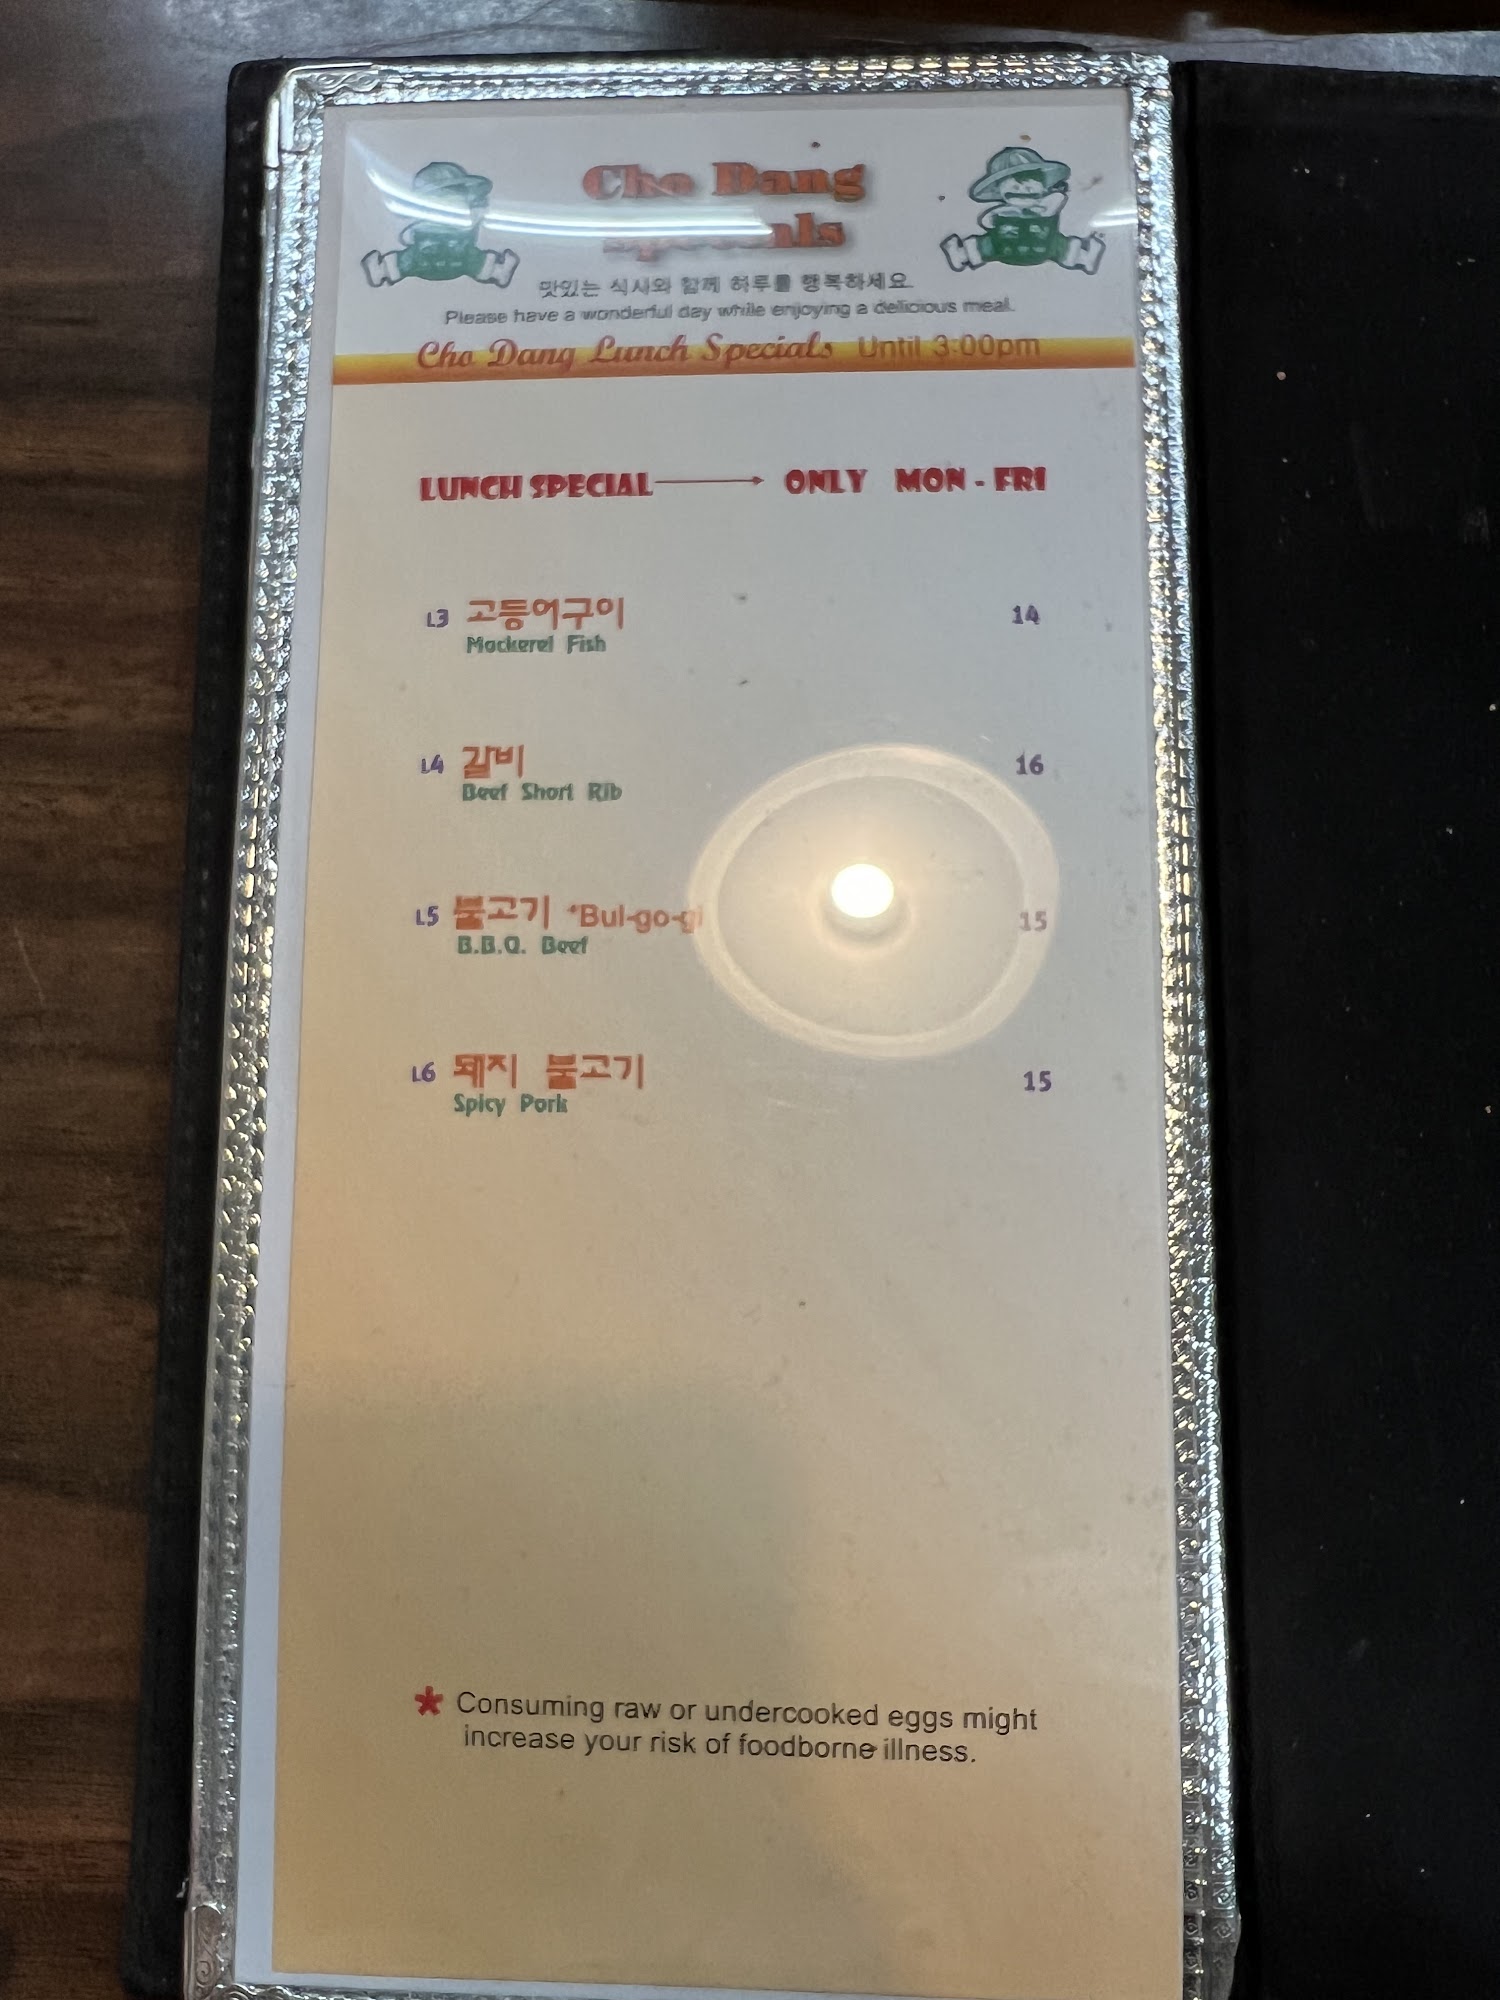 Cho Dang
Specials
맛있는 식사와 함께 하루를 행복하세요
Please have a wonderful day while enjoying a delicious meal.
Cho Dang Lunch Specials Until 3:00pm
LUNCH SPECIAL → ONLY MON - FRI
L3 고등어구이 14
Mackerel Fish
L4 갈비 16
Beef Short Rib
L5 불고기 *Bul-go-gi 15
B.B.Q. Beef
L6 돼지 불고기 15
Spicy Pork
* Consuming raw or undercooked eggs might
increase your risk of foodborne illness.